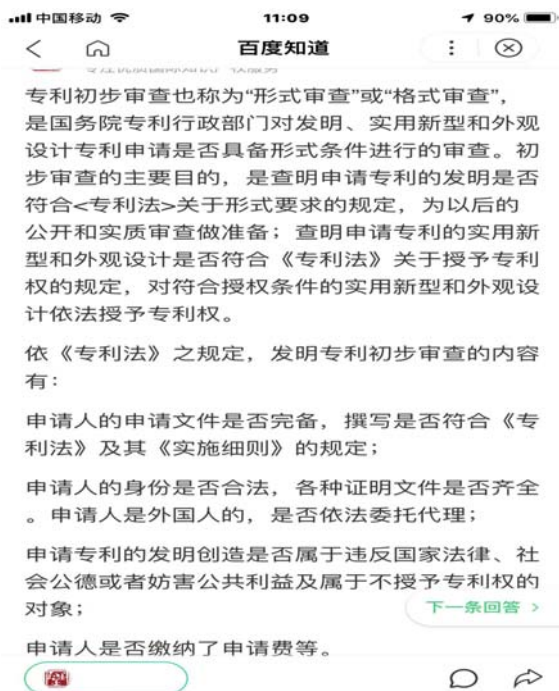 中国移动
11:09
90%
百度知道
专利初步审查也称为“形式审查”或“格式审查”，
是国务院专利行政部门对发明、实用新型和外观
设计专利申请是否具备形式条件进行的审查。初
步审查的主要目的，是查明申请专利的发明是否
符合<专利法>关于形式要求的规定，为以后的
公开和实质审查做准备；查明申请专利的实用新
型和外观设计是否符合《专利法》关于授予专利
权的规定，对符合授权条件的实用新型和外观设
计依法授予专利权。
依《专利法》之规定，发明专利初步审查的内容
有：
申请人的申请文件是否完备，撰写是否符合《专
利法》及其《实施细则》的规定；
申请人的身份是否合法，各种证明文件是否齐全
。申请人是外国人的，是否依法委托代理；
申请专利的发明创造是否属于违反国家法律、社
会公德或者妨害公共利益及属于不授予专利权的
对象；
下一条回答 >
申请人是否缴纳了申请费等。